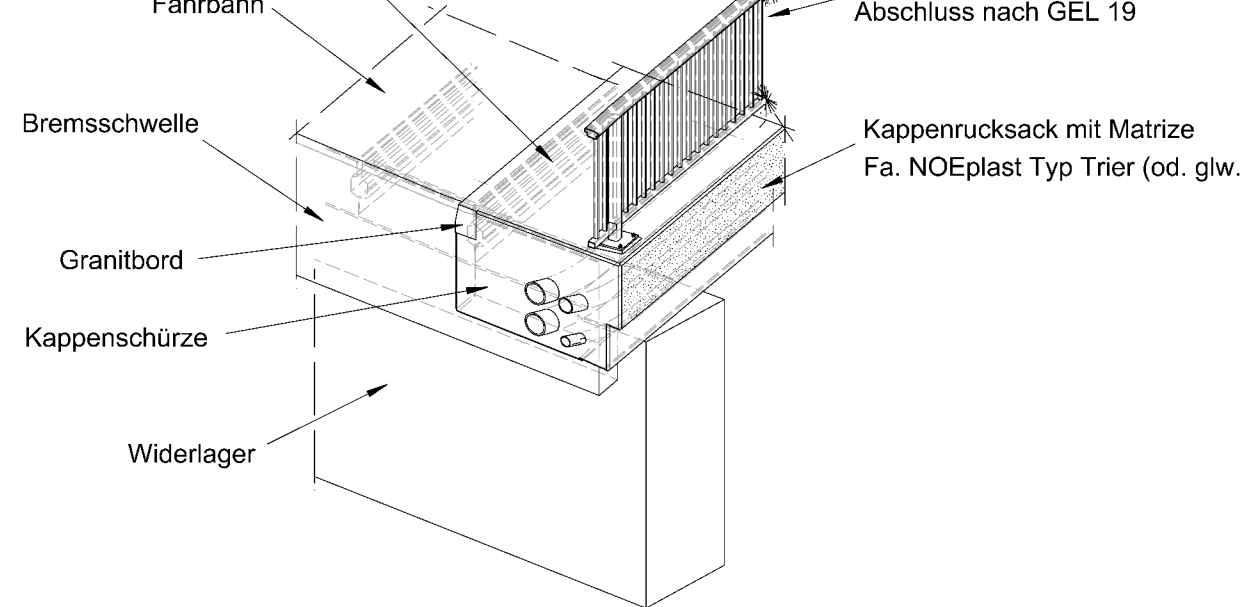 Fahrbahn
Abschluss nach GEL 19
Bremsschwelle
Kappenrucksack mit Matrize
Fa. NOEplast Typ Trier (od. glw.
Granitbord
Kappenschürze
Widerlager